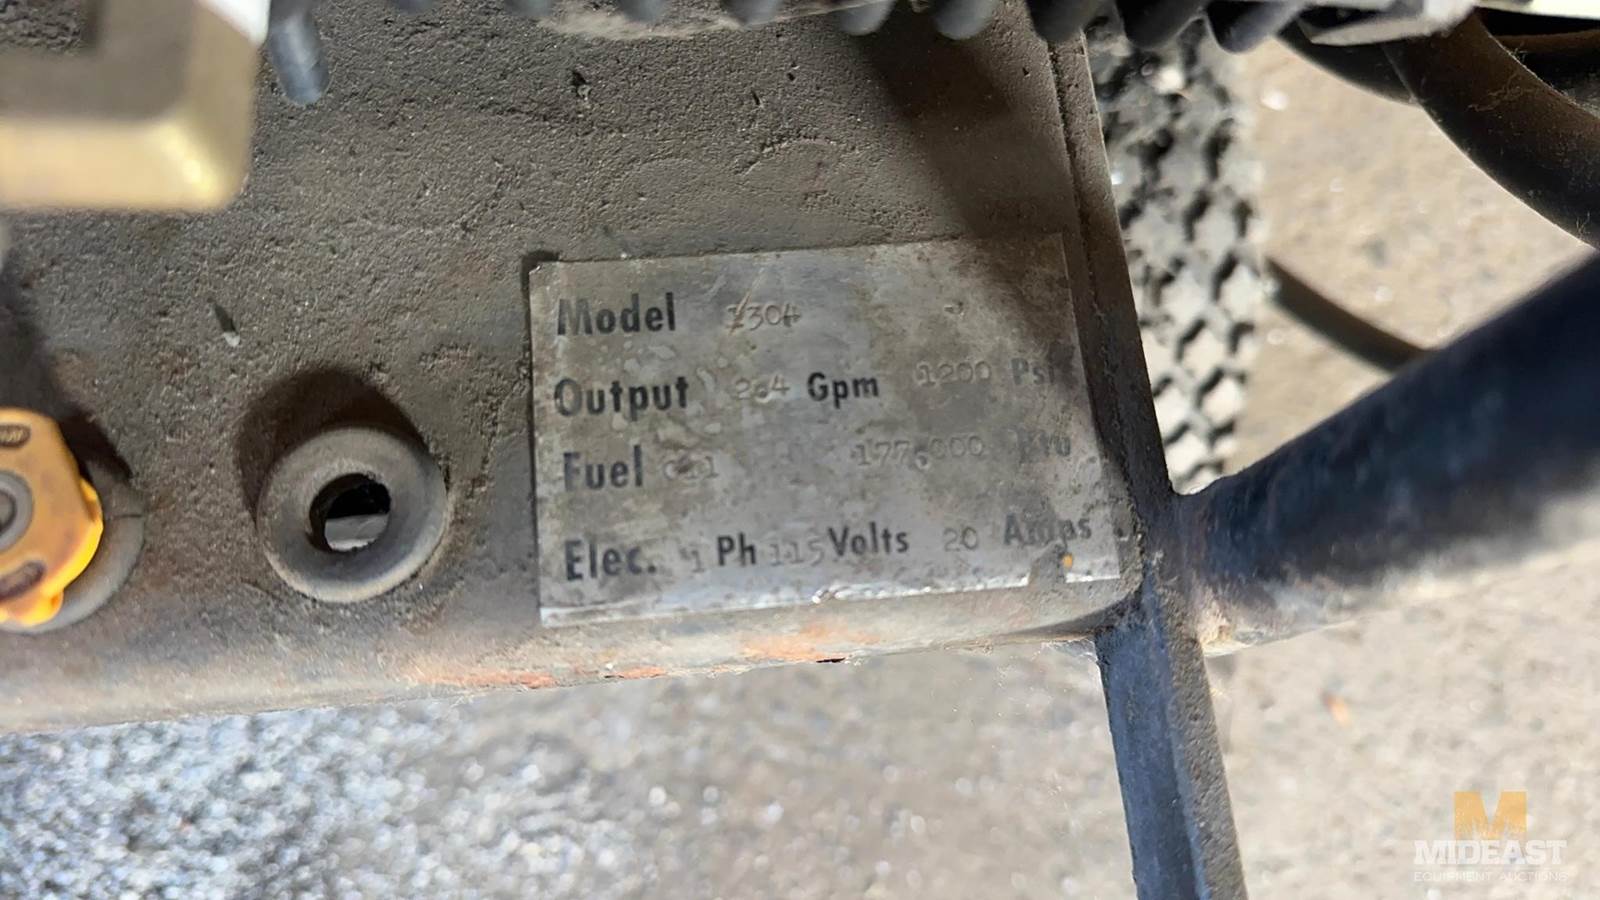 Model 1304
Output 2.4 Gpm 1200 Psi
Fuel Oil 177,000 Btu
Elec. 1 Ph 115 Volts 20 Amps
M
MIDEAST
EQUIPMENT AUCTIONS